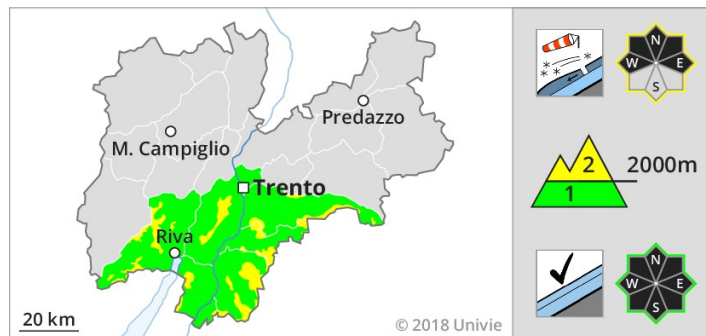 Predazzo
M. Campiglio
Trento
Riva
20 km
© 2018 Univie
N
W E
S
2 2000m
1
N
W E
S